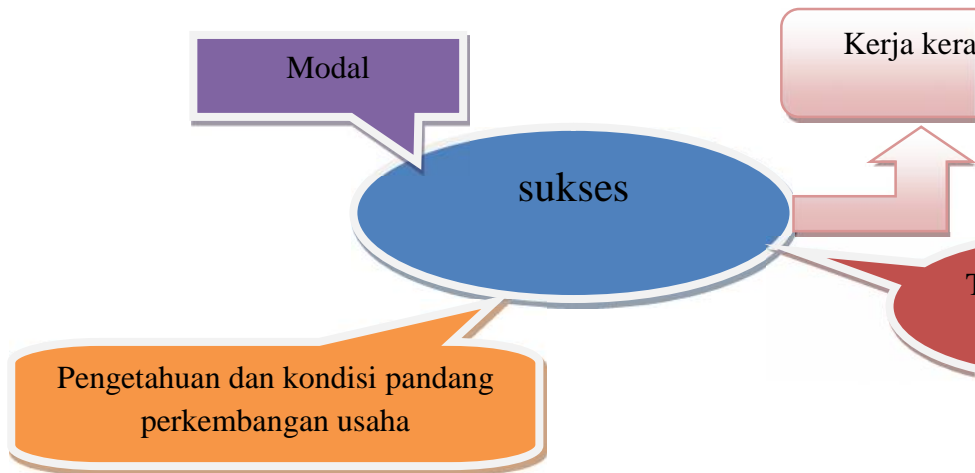 Modal
Kerja kera
sukses
T
Pengetahuan dan kondisi pandang
perkembangan usaha